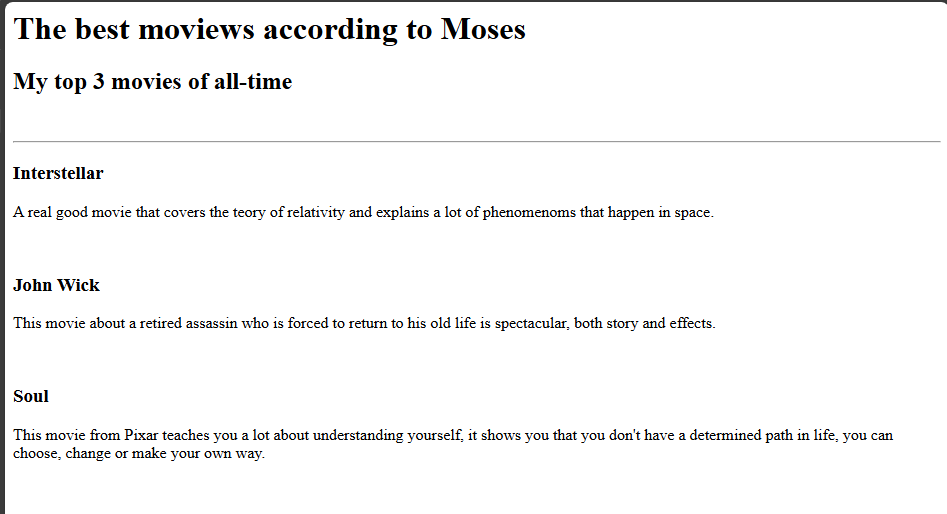 The best moviews according to Moses
My top 3 movies of all-time
Interstellar
A real good movie that covers the teory of relativity and explains a lot of phenomenoms that happen in space.
John Wick
This movie about a retired assassin who is forced to return to his old life is spectacular, both story and effects.
Soul
This movie from Pixar teaches you a lot about understanding yourself, it shows you that you don't have a determined path in life, you can
choose, change or make your own way.